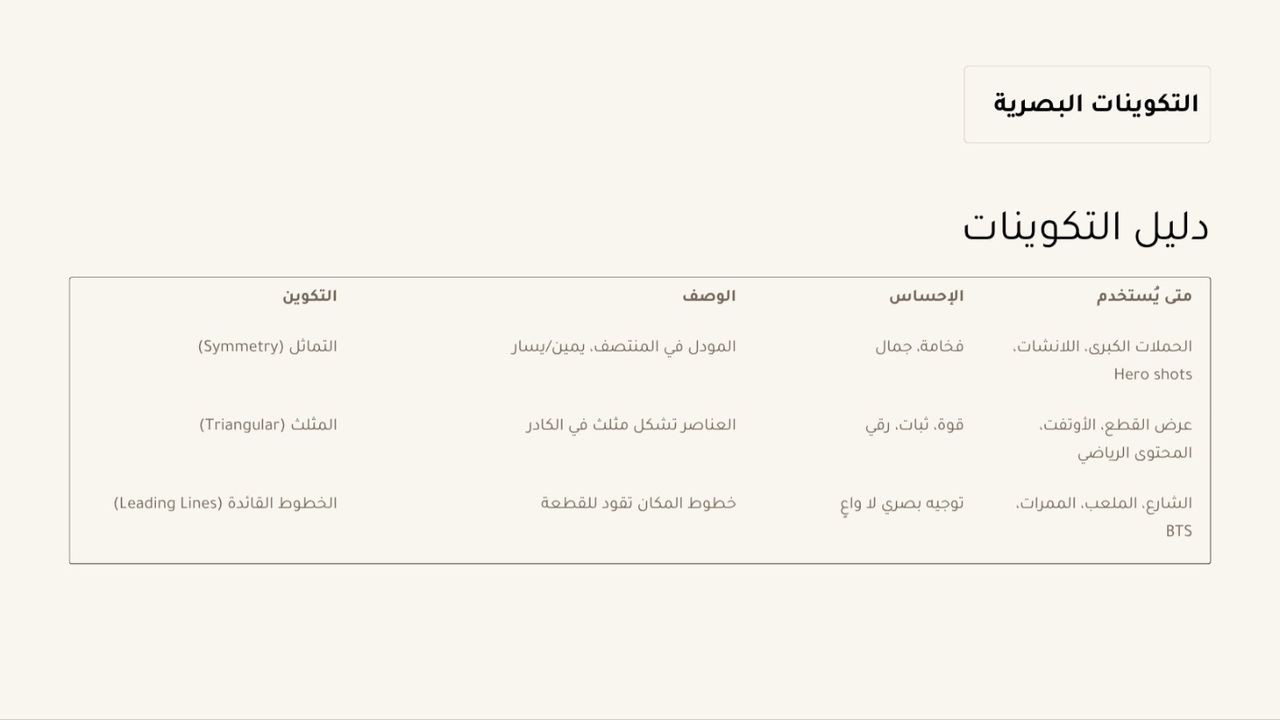 التكوينات البصرية
دليل التكوينات
متى يُستخدم الإحساس الوصف التكوين
الحملات الكبرى، اللانشات، فخامة، جمال المودل في المنتصف، يمين/يسار التماثل (Symmetry)
Hero shots
عرض القطع، الأوتفت، قوة، ثبات، رقي العناصر تشكل مثلث في الكادر المثلث (Triangular)
المحتوى الرياضي
الشارع، الملعب، الممرات، توجيه بصري لا واعٍ خطوط المكان تقود للقطعة الخطوط القائدة (Leading Lines)
BTS